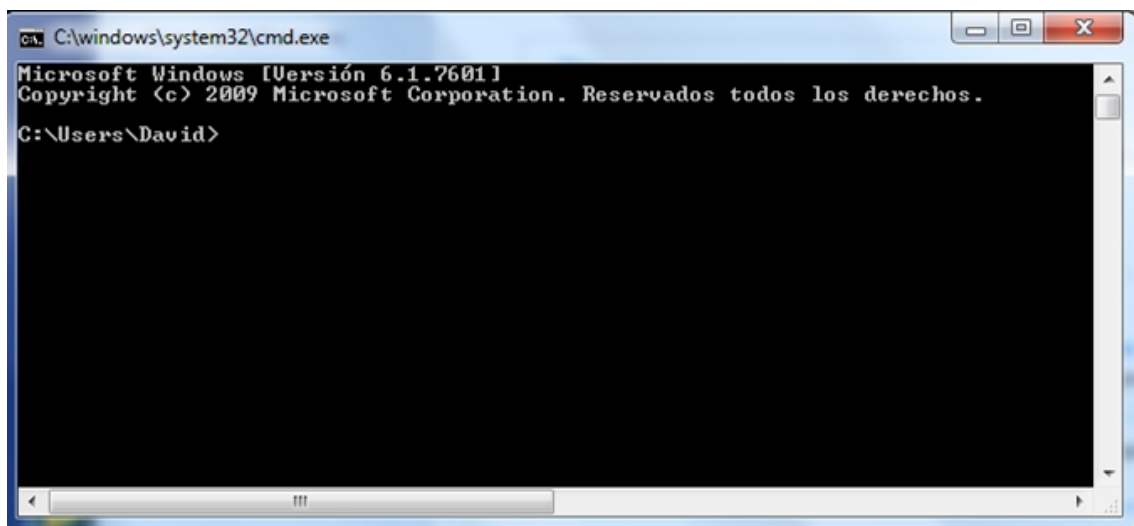 C:\windows\system32\cmd.exe
Microsoft Windows [Versión 6.1.7601]
Copyright (c) 2009 Microsoft Corporation. Reservados todos los derechos.
C:\Users\David>